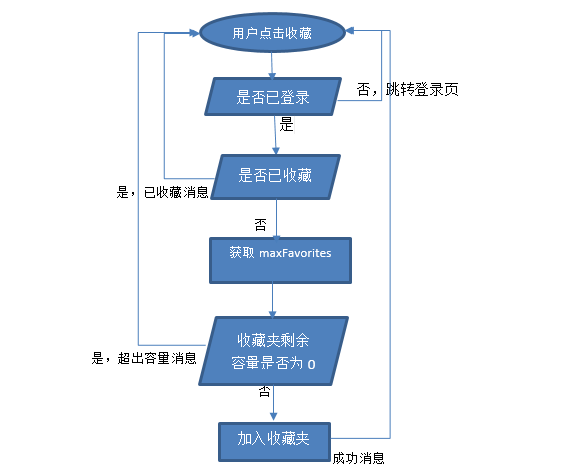 用户点击收藏
是否已登录
否，跳转登录页
是
是否已收藏
是，已收藏消息
否
获取 maxFavorites
收藏夹剩余
容量是否为 0
是，超出容量消息
否
加入收藏夹
成功消息